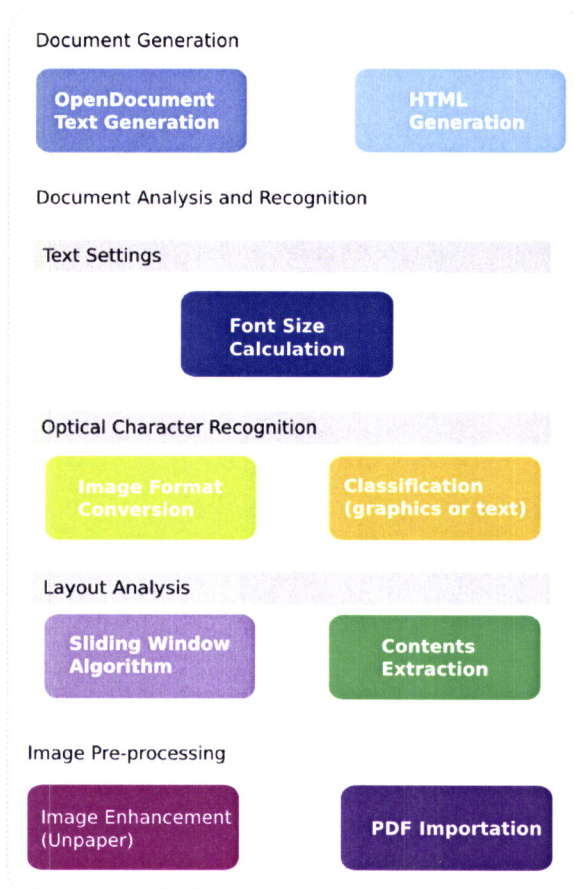 Document Generation
OpenDocument
Text Generation
HTML
Generation
Document Analysis and Recognition
Text Settings
Font Size
Calculation
Optical Character Recognition
Image Format
Conversion
Classification
(graphics or text)
Layout Analysis
Sliding Window
Algorithm
Contents
Extraction
Image Pre-processing
Image Enhancement
(Unpaper)
PDF Importation